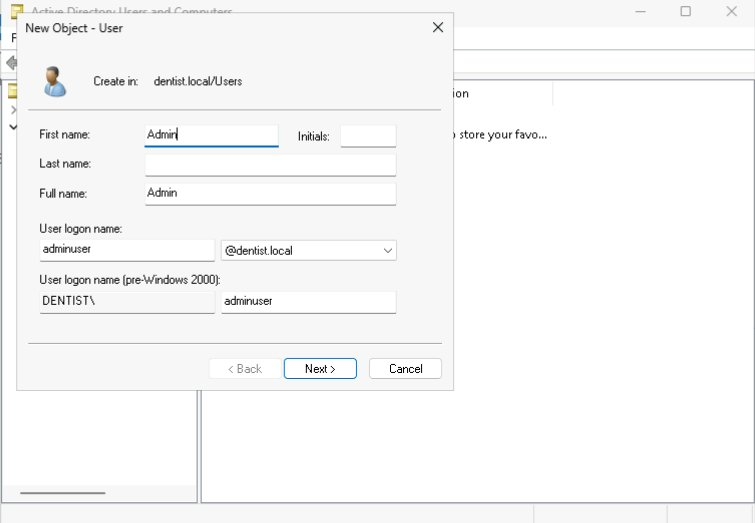 Active Directory Users and Computers
New Object - User
F
Create in: dentist.local/Users
ion
First name: Admin Initials:
o store your favo...
Last name:
Full name: Admin
User logon name:
adminuser @dentist.local
User logon name (pre-Windows 2000):
DENTIST\ adminuser
< Back Next > Cancel